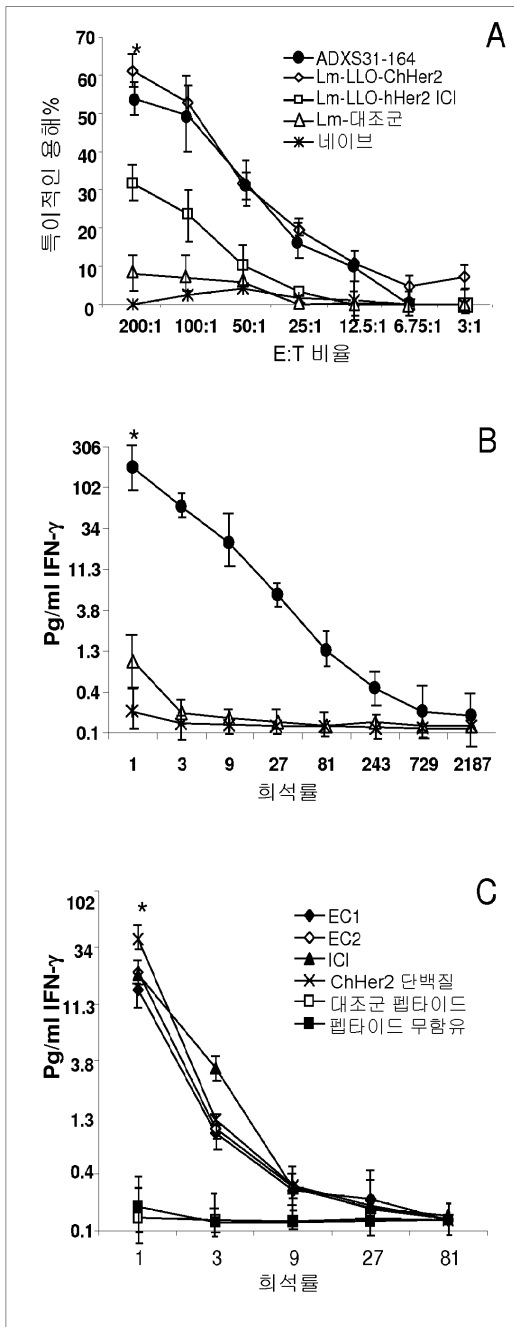 A
*
ADXS31-164
Lm-LLO-ChHer2
Lm-LLO-hHer2 ICI
Lm-대조군
네이브
특이적인 용해%
70
60
50
40
30
20
10
0
200:1 100:1 50:1 25:1 12.5:1 6.75:1 3:1
E:T 비율
B
*
Pg/ml IFN-γ
306
102
34
11.3
3.8
1.3
0.4
0.1
1 3 9 27 81 243 729 2187
희석률
C
*
EC1
EC2
ICI
ChHer2 단백질
대조군 펩타이드
펩타이드 무함유
Pg/ml IFN-γ
102
34
11.3
3.8
1.3
0.4
0.1
1 3 9 27 81
희석률